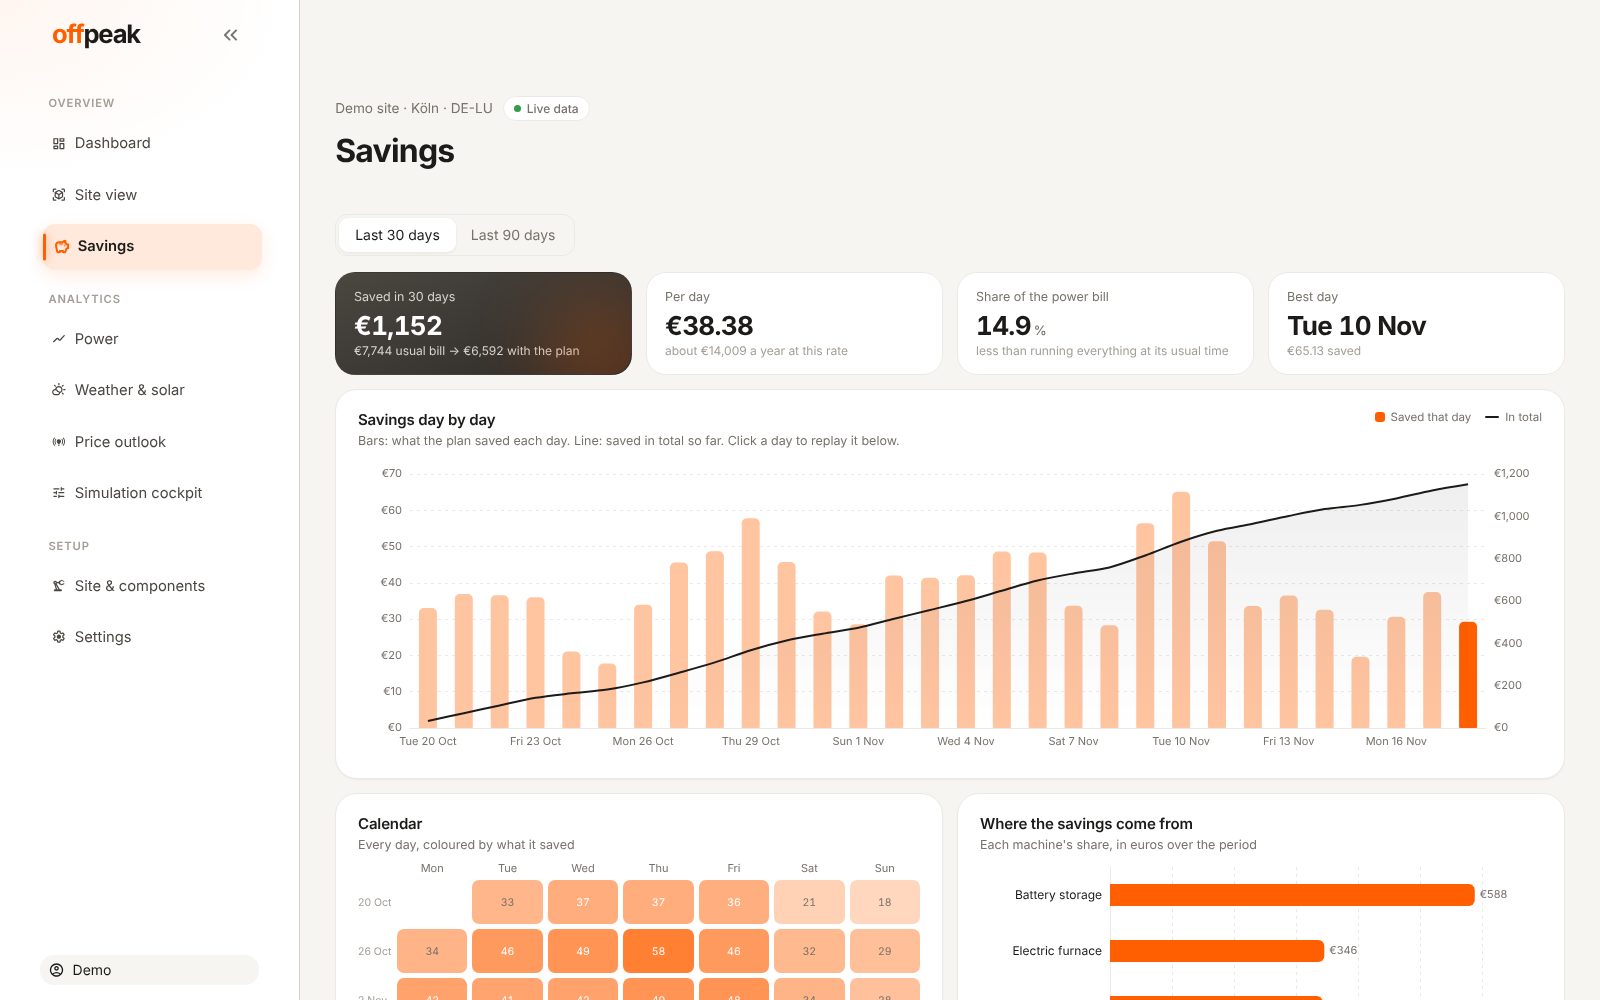 offpeak
OVERVIEW
Dashboard
Site view
Savings
ANALYTICS
Power
Weather & solar
Price outlook
Simulation cockpit
SETUP
Site & components
Settings
Demo
Demo site · Köln · DE-LU
Live data
Savings
Last 30 days
Last 90 days
Saved in 30 days
€1,152
€7,744 usual bill → €6,592 with the plan
Per day
€38.38
about €14,009 a year at this rate
Share of the power bill
14.9 %
less than running everything at its usual time
Best day
Tue 10 Nov
€65.13 saved
Savings day by day
Bars: what the plan saved each day. Line: saved in total so far. Click a day to replay it below.
Saved that day
In total
€70
€60
€50
€40
€30
€20
€10
€0
€1,200
€1,000
€800
€600
€400
€200
€0
Tue 20 Oct
Fri 23 Oct
Mon 26 Oct
Thu 29 Oct
Sun 1 Nov
Wed 4 Nov
Sat 7 Nov
Tue 10 Nov
Fri 13 Nov
Mon 16 Nov
Calendar
Every day, coloured by what it saved
Mon Tue Wed Thu Fri Sat Sun
20 Oct 33 37 37 36 21 18
26 Oct 34 46 49 58 46 32 29
2 Nov 42 41 42 49 48 34 28
Where the savings come from
Each machine's share, in euros over the period
Battery storage €588
Electric furnace €346